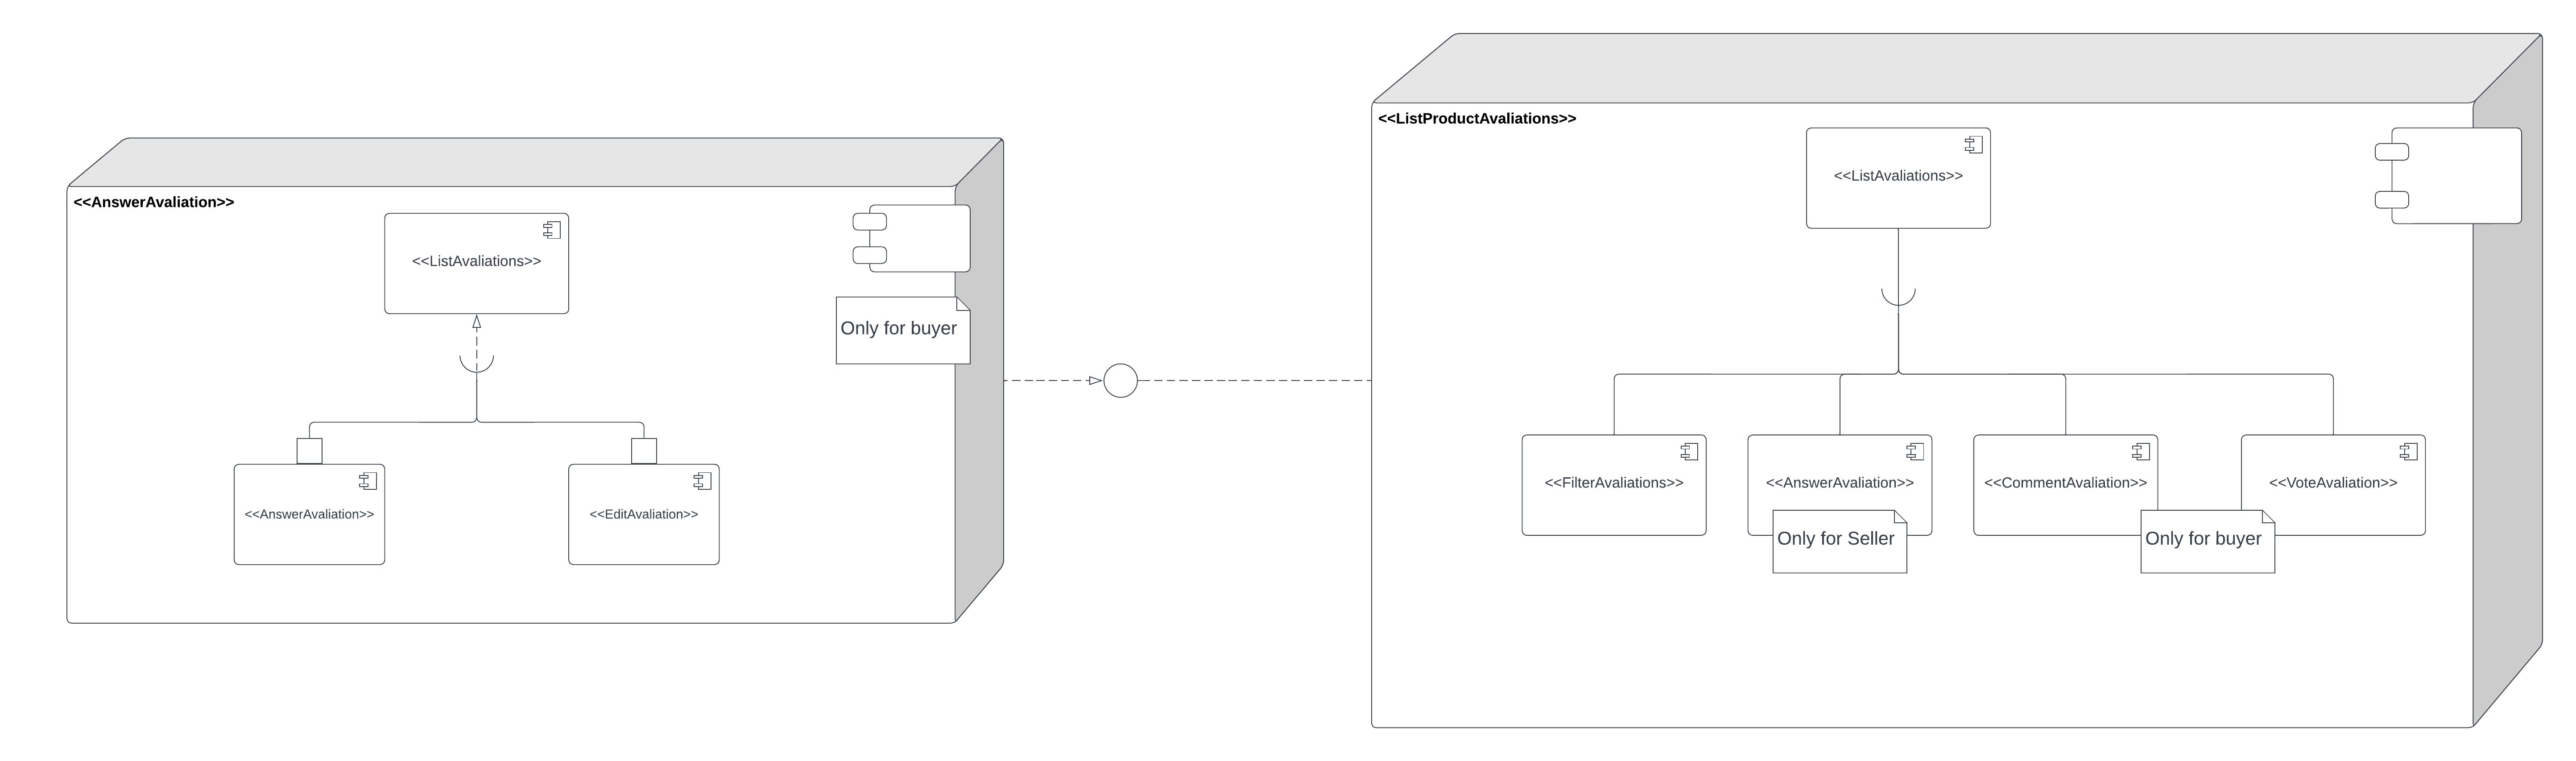 <<AnswerAvaliation>>
<<ListAvaliations>>
Only for buyer
<<AnswerAvaliation>>
<<EditAvaliation>>
<<ListProductAvaliations>>
<<ListAvaliations>>
<<FilterAvaliations>>
<<AnswerAvaliation>>
<<CommentAvaliation>>
<<VoteAvaliation>>
Only for Seller
Only for buyer